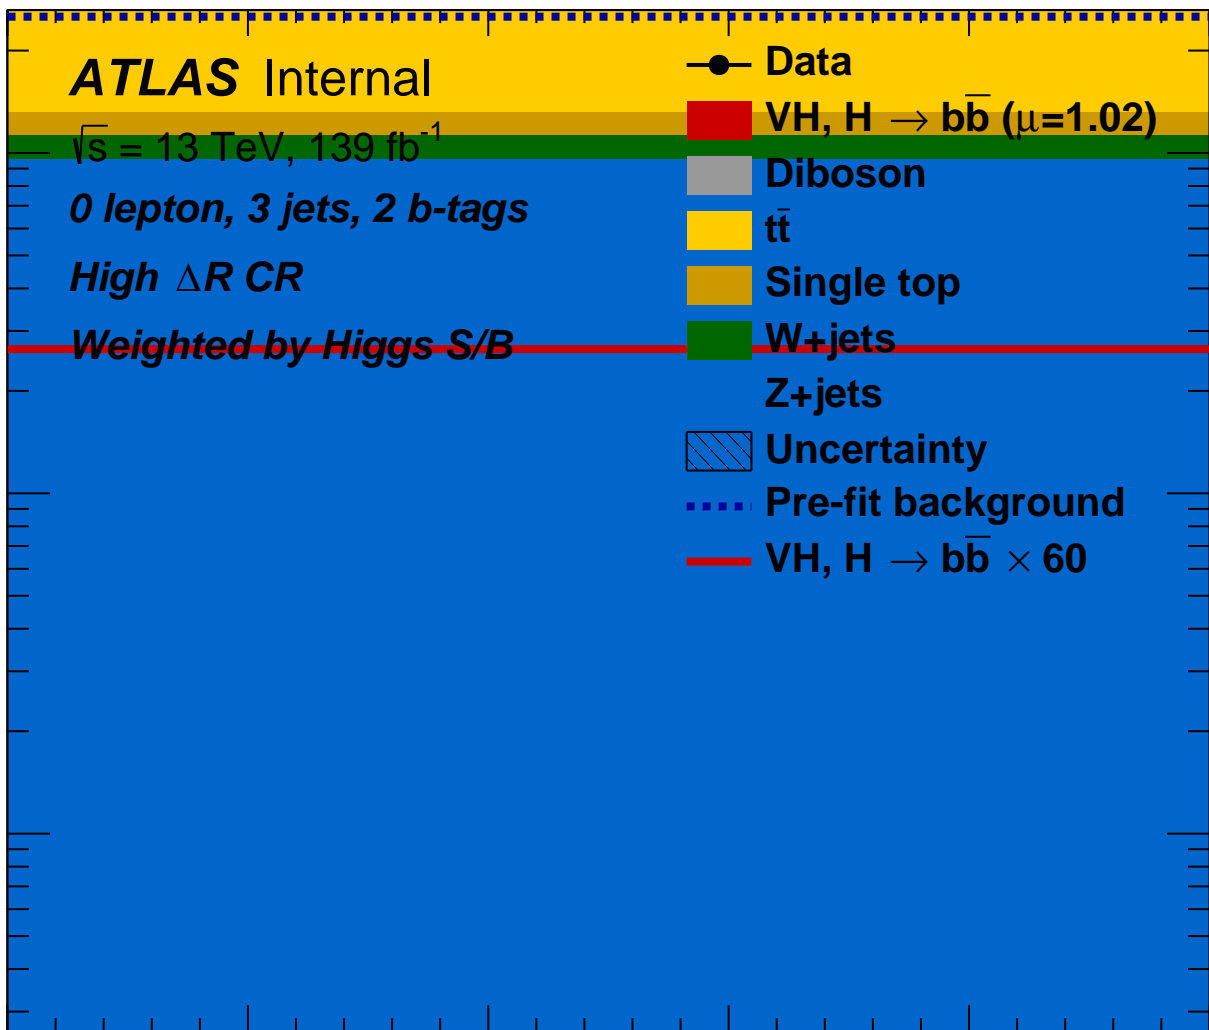 ATLAS Internal
√s = 13 TeV, 139 fb⁻¹
0 lepton, 3 jets, 2 b-tags
High ΔR CR
Weighted by Higgs S/B
Data
VH, H → bb̅ (μ=1.02)
Diboson
tt̅
Single top
W+jets
Z+jets
Uncertainty
Pre-fit background
VH, H → bb̅ × 60